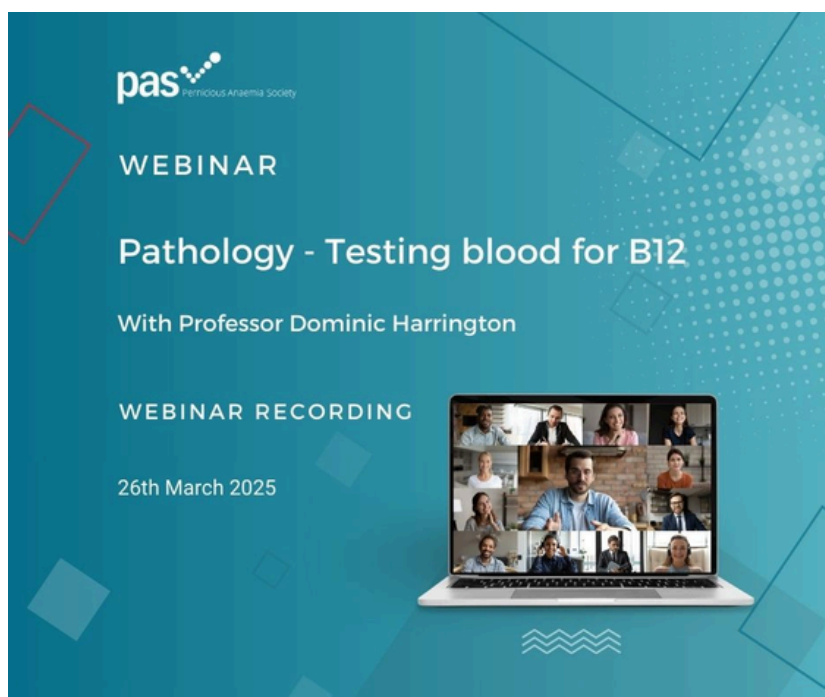 pas
Pernicious Anaemia Society
WEBINAR
Pathology - Testing blood for B12
With Professor Dominic Harrington
WEBINAR RECORDING
26th March 2025